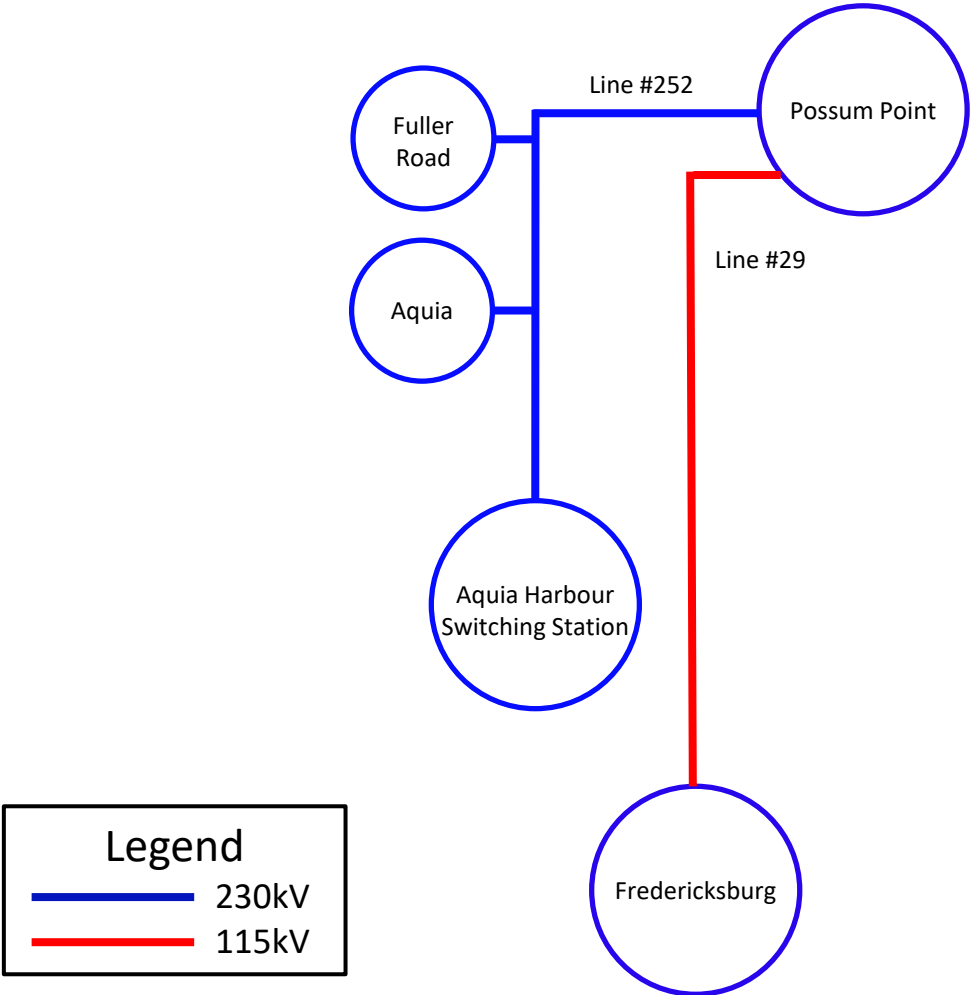 Line #252
Possum Point
Fuller
Road
Line #29
Aquia
Aquia Harbour
Switching Station
Fredericksburg
Legend
230kV
115kV